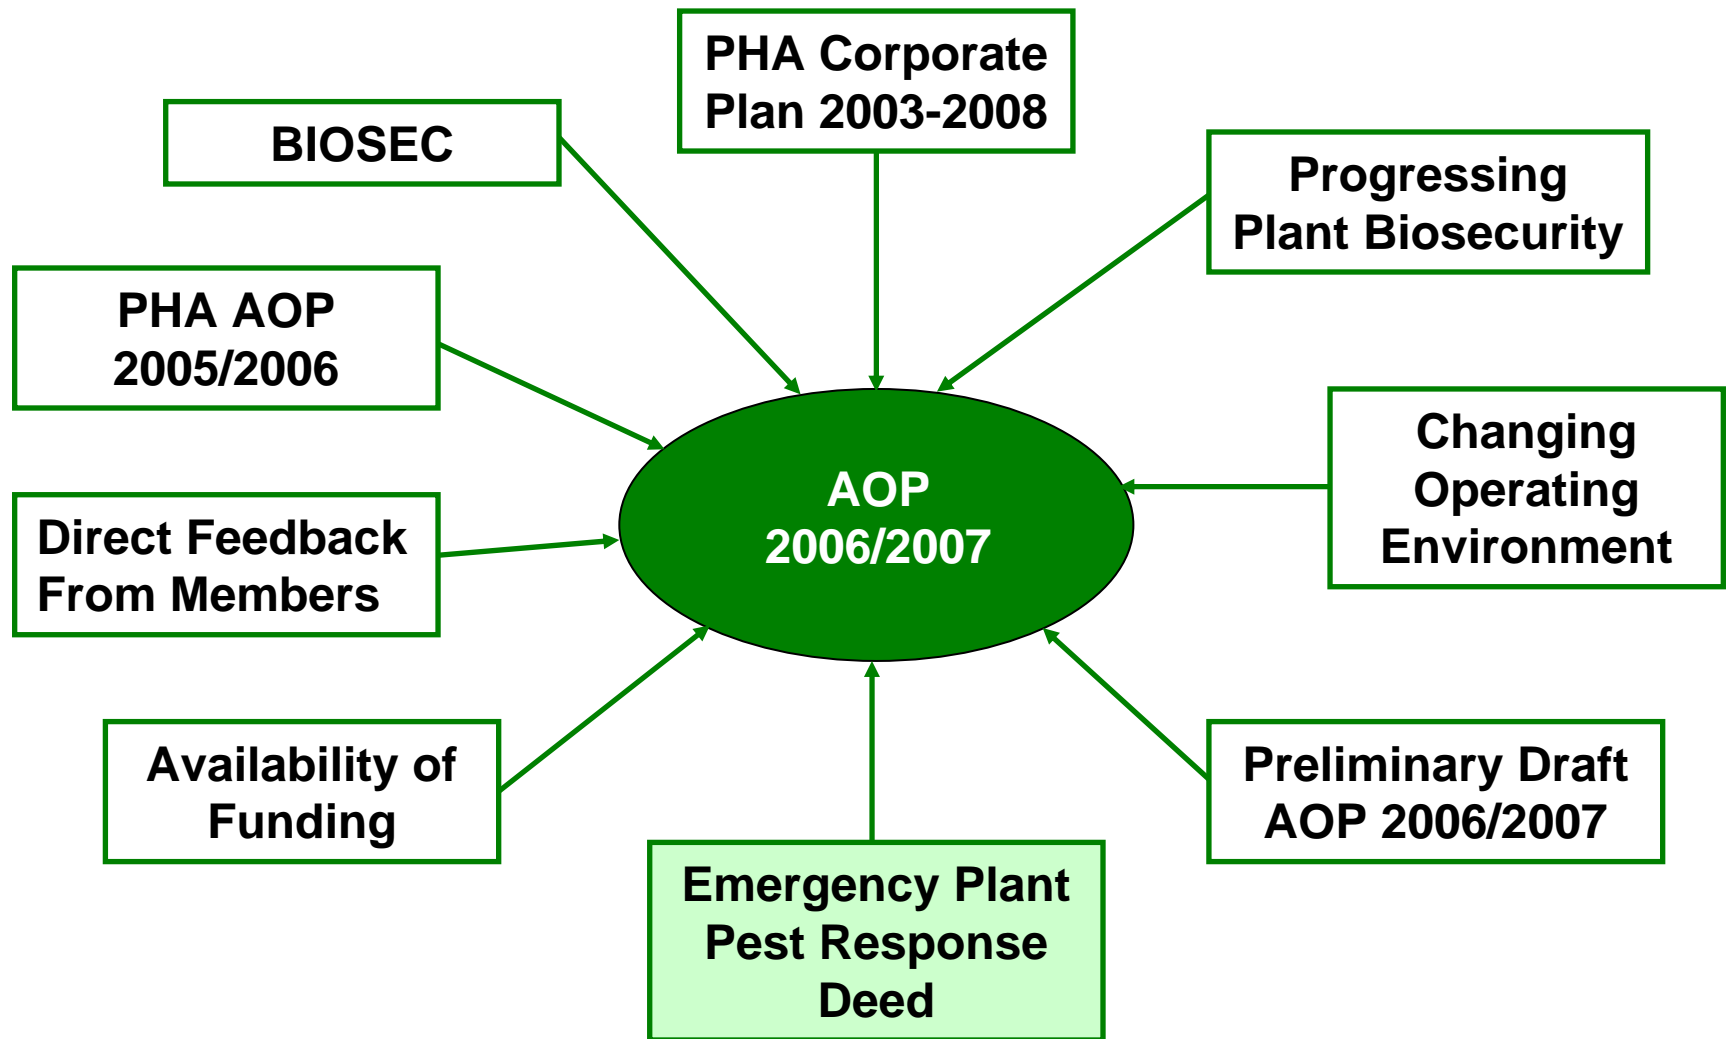 PHA Corporate
Plan 2003-2008
BIOSEC
Progressing
Plant Biosecurity
PHA AOP
2005/2006
Changing
Operating
Environment
AOP
2006/2007
Direct Feedback
From Members
Availability of
Funding
Preliminary Draft
AOP 2006/2007
Emergency Plant
Pest Response
Deed